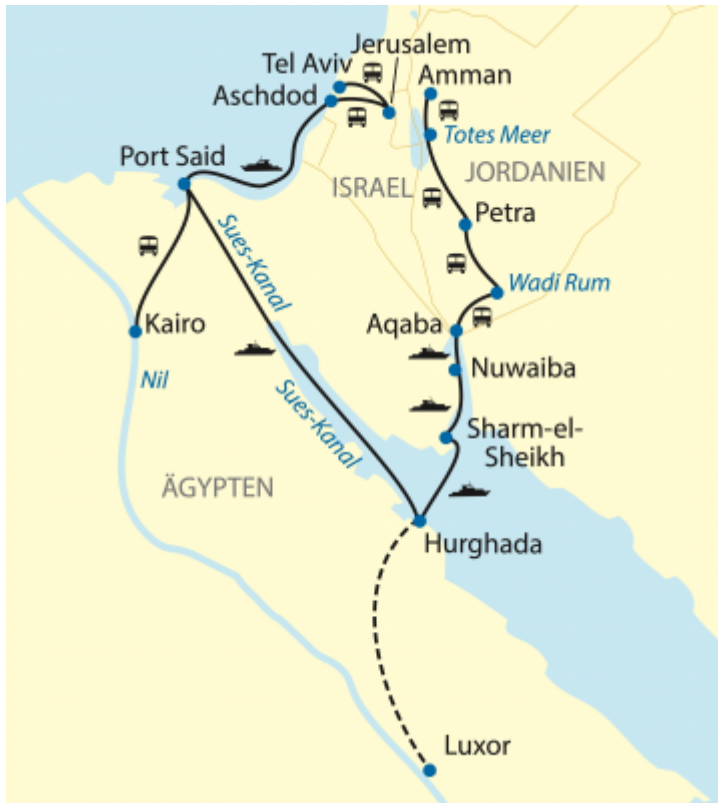 Jerusalem
Tel Aviv
Amman
Aschdod
Totes Meer
Port Said
JORDANIEN
ISRAEL
Petra
Sues-Kanal
Wadi Rum
Kairo
Aqaba
Nuwaiba
Nil
Sues-Kanal
Sharm-el-
Sheikh
ÄGYPTEN
Hurghada
Luxor